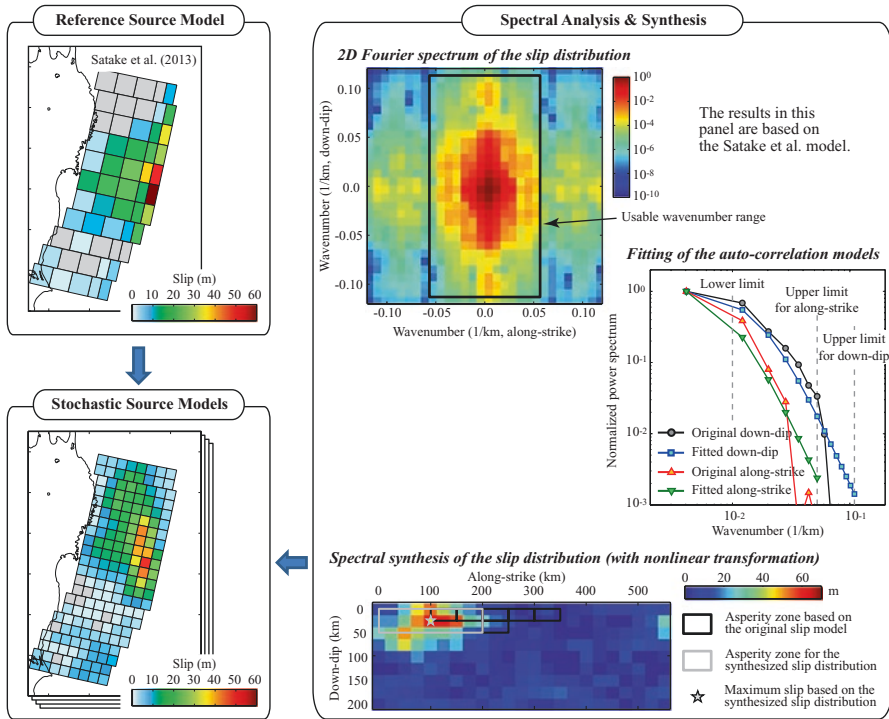 Reference Source Model
Satake et al. (2013)
Slip (m)
0 10 20 30 40 50 60
Stochastic Source Models
Slip (m)
0 10 20 30 40 50 60
Spectral Analysis & Synthesis
2D Fourier spectrum of the slip distribution
Wavenumber (1/km, down-dip)
0.10
0.05
0.0
-0.05
-0.10
-0.10 -0.05 0.0 0.05 0.10
Wavenumber (1/km, along-strike)
10⁰
10⁻²
10⁻⁴
10⁻⁶
10⁻⁸
10⁻¹⁰
The results in this
panel are based on
the Satake et al. model.
Usable wavenumber range
Fitting of the auto-correlation models
Normalized power spectrum
10⁰
10⁻¹
10⁻²
10⁻³
Lower limit
Upper limit
for along-strike
Upper limit
for down-dip
Original down-dip
Fitted down-dip
Original along-strike
Fitted along-strike
10⁻² 10⁻¹
Wavenumber (1/km)
Spectral synthesis of the slip distribution (with nonlinear transformation)
Along-strike (km)
0 100 200 300 400 500
Down-dip (km)
0
50
100
150
200
0 20 40 60 m
Asperity zone based on
the original slip model
Asperity zone for the
synthesized slip distribution
Maximum slip based on the
synthesized slip distribution